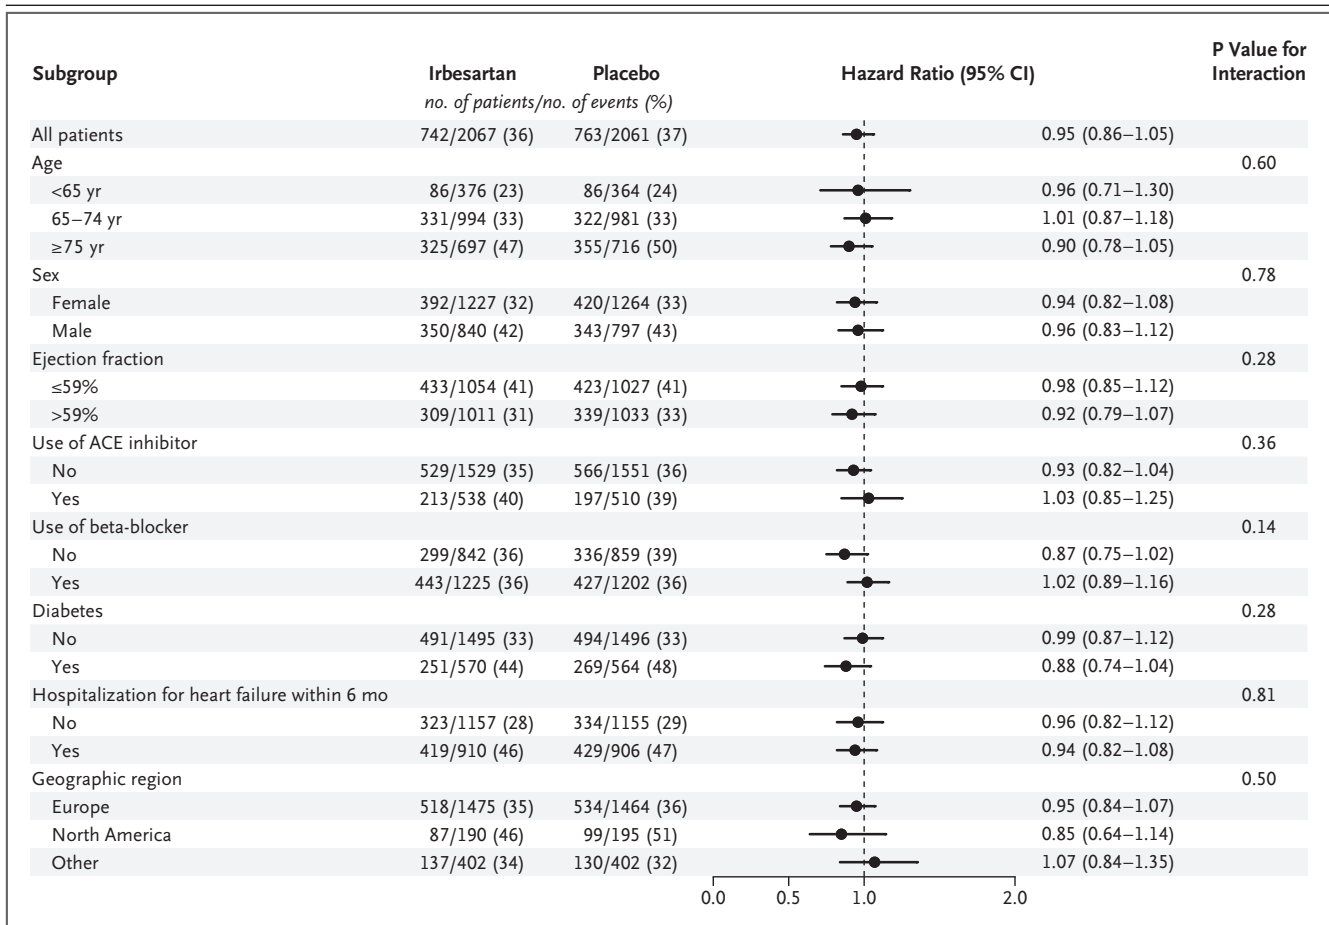 Subgroup Irbesartan Placebo Hazard Ratio (95% CI) P Value for Interaction
no. of patients/no. of events (%)
All patients 742/2067 (36) 763/2061 (37) 0.95 (0.86–1.05)
Age 0.60
<65 yr 86/376 (23) 86/364 (24) 0.96 (0.71–1.30)
65–74 yr 331/994 (33) 322/981 (33) 1.01 (0.87–1.18)
≥75 yr 325/697 (47) 355/716 (50) 0.90 (0.78–1.05)
Sex 0.78
Female 392/1227 (32) 420/1264 (33) 0.94 (0.82–1.08)
Male 350/840 (42) 343/797 (43) 0.96 (0.83–1.12)
Ejection fraction 0.28
≤59% 433/1054 (41) 423/1027 (41) 0.98 (0.85–1.12)
>59% 309/1011 (31) 339/1033 (33) 0.92 (0.79–1.07)
Use of ACE inhibitor 0.36
No 529/1529 (35) 566/1551 (36) 0.93 (0.82–1.04)
Yes 213/538 (40) 197/510 (39) 1.03 (0.85–1.25)
Use of beta-blocker 0.14
No 299/842 (36) 336/859 (39) 0.87 (0.75–1.02)
Yes 443/1225 (36) 427/1202 (36) 1.02 (0.89–1.16)
Diabetes 0.28
No 491/1495 (33) 494/1496 (33) 0.99 (0.87–1.12)
Yes 251/570 (44) 269/564 (48) 0.88 (0.74–1.04)
Hospitalization for heart failure within 6 mo 0.81
No 323/1157 (28) 334/1155 (29) 0.96 (0.82–1.12)
Yes 419/910 (46) 429/906 (47) 0.94 (0.82–1.08)
Geographic region 0.50
Europe 518/1475 (35) 534/1464 (36) 0.95 (0.84–1.07)
North America 87/190 (46) 99/195 (51) 0.85 (0.64–1.14)
Other 137/402 (34) 130/402 (32) 1.07 (0.84–1.35)
0.0 0.5 1.0 2.0